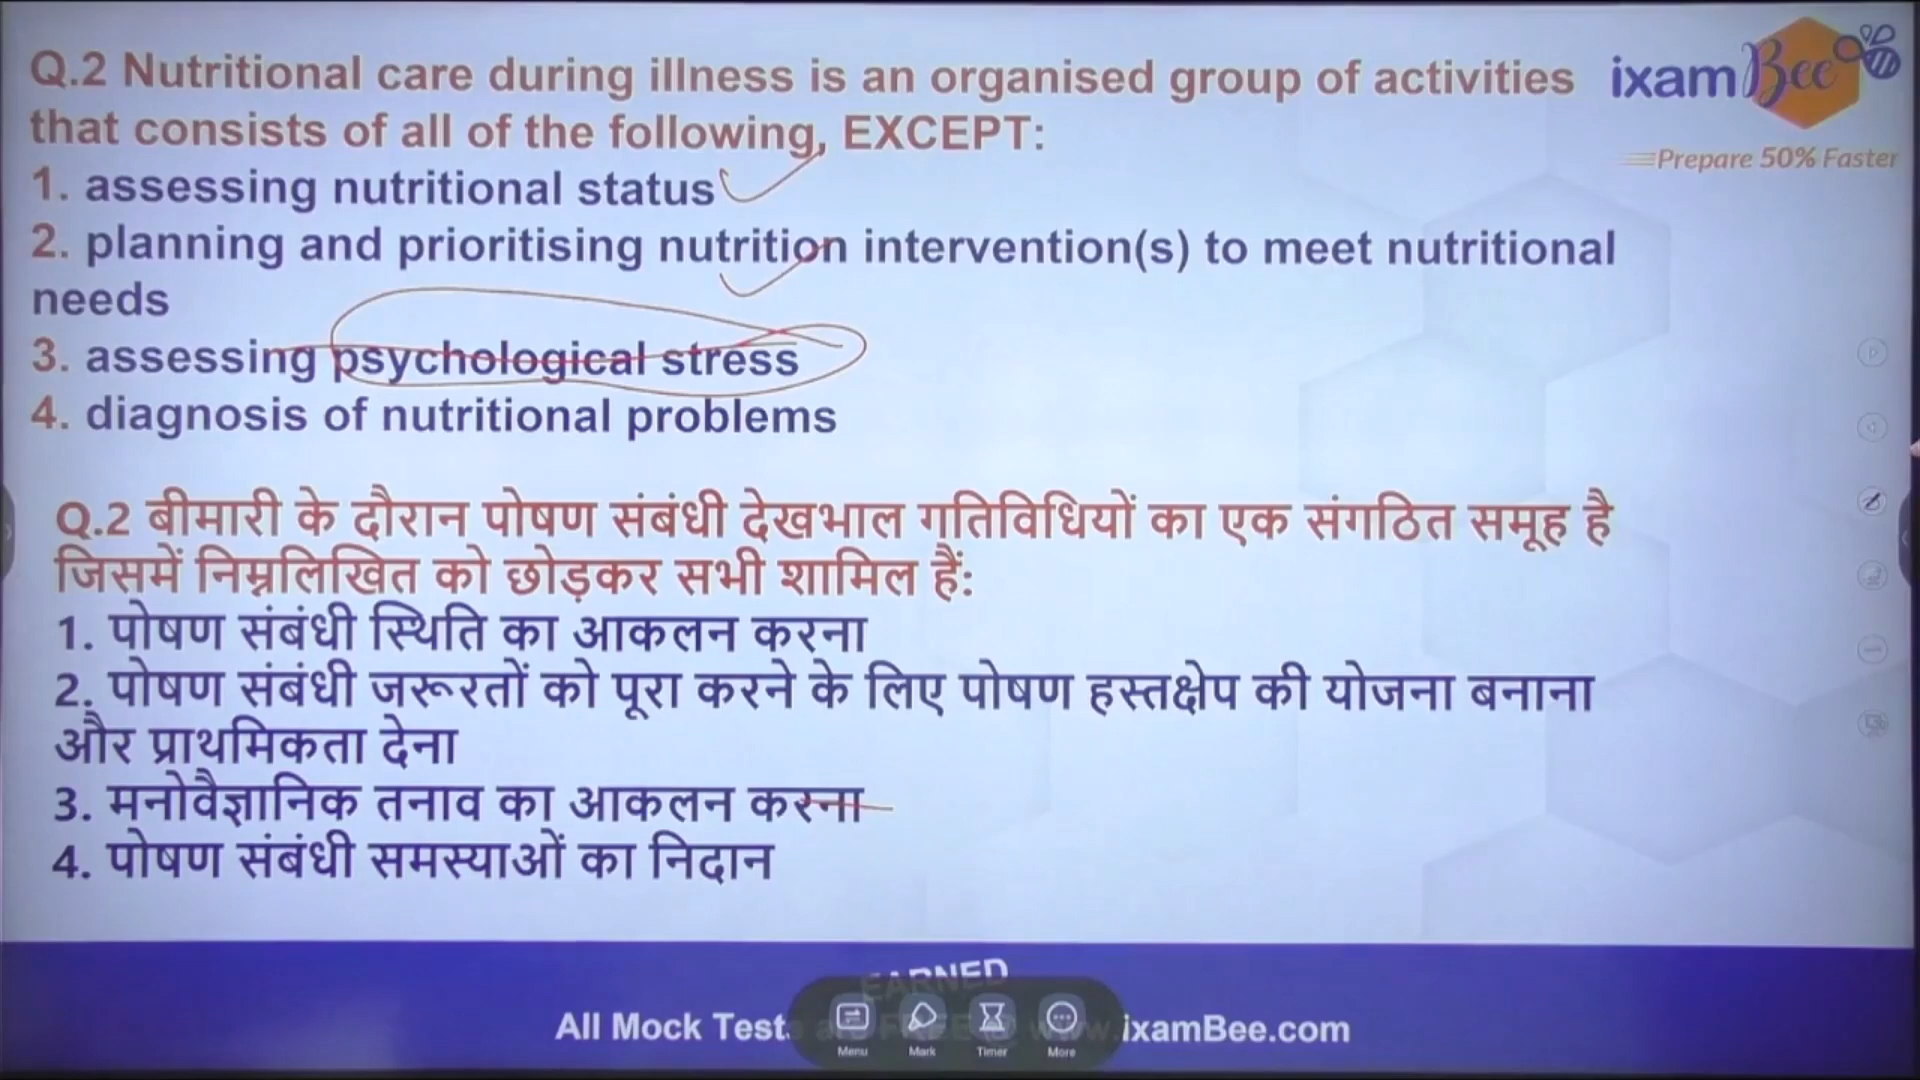 Q.2 Nutritional care during illness is an organised group of activities
that consists of all of the following, EXCEPT:
1. assessing nutritional status
2. planning and prioritising nutrition intervention(s) to meet nutritional
needs
3. assessing psychological stress
4. diagnosis of nutritional problems
ixamBee
Prepare 50% Faster
Q.2 बीमारी के दौरान पोषण संबंधी देखभाल गतिविधियों का एक संगठित समूह है
जिसमें निम्नलिखित को छोड़कर सभी शामिल हैं:
1. पोषण संबंधी स्थिति का आकलन करना
2. पोषण संबंधी जरूरतों को पूरा करने के लिए पोषण हस्तक्षेप की योजना बनाना
और प्राथमिकता देना
3. मनोवैज्ञानिक तनाव का आकलन करना
4. पोषण संबंधी समस्याओं का निदान
EARNED
All Mock Tests are FREE @ www.ixamBee.com
Menu Mark Timer More